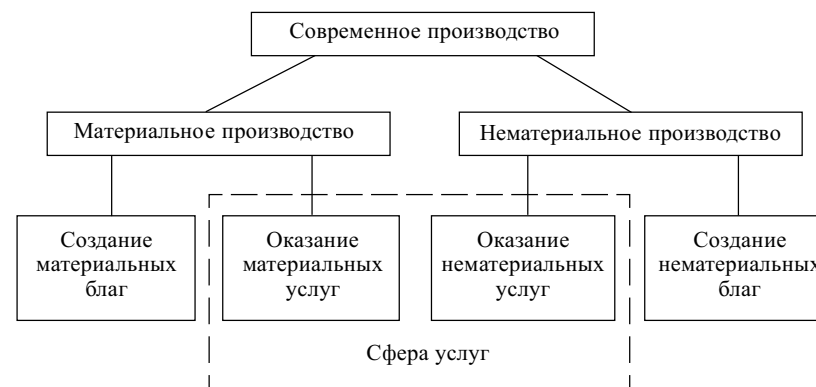 Современное производство
Материальное производство
Нематериальное производство
Создание
материальных
благ
Оказание
материальных
услуг
Оказание
нематериальных
услуг
Создание
нематериальных
благ
Сфера услуг